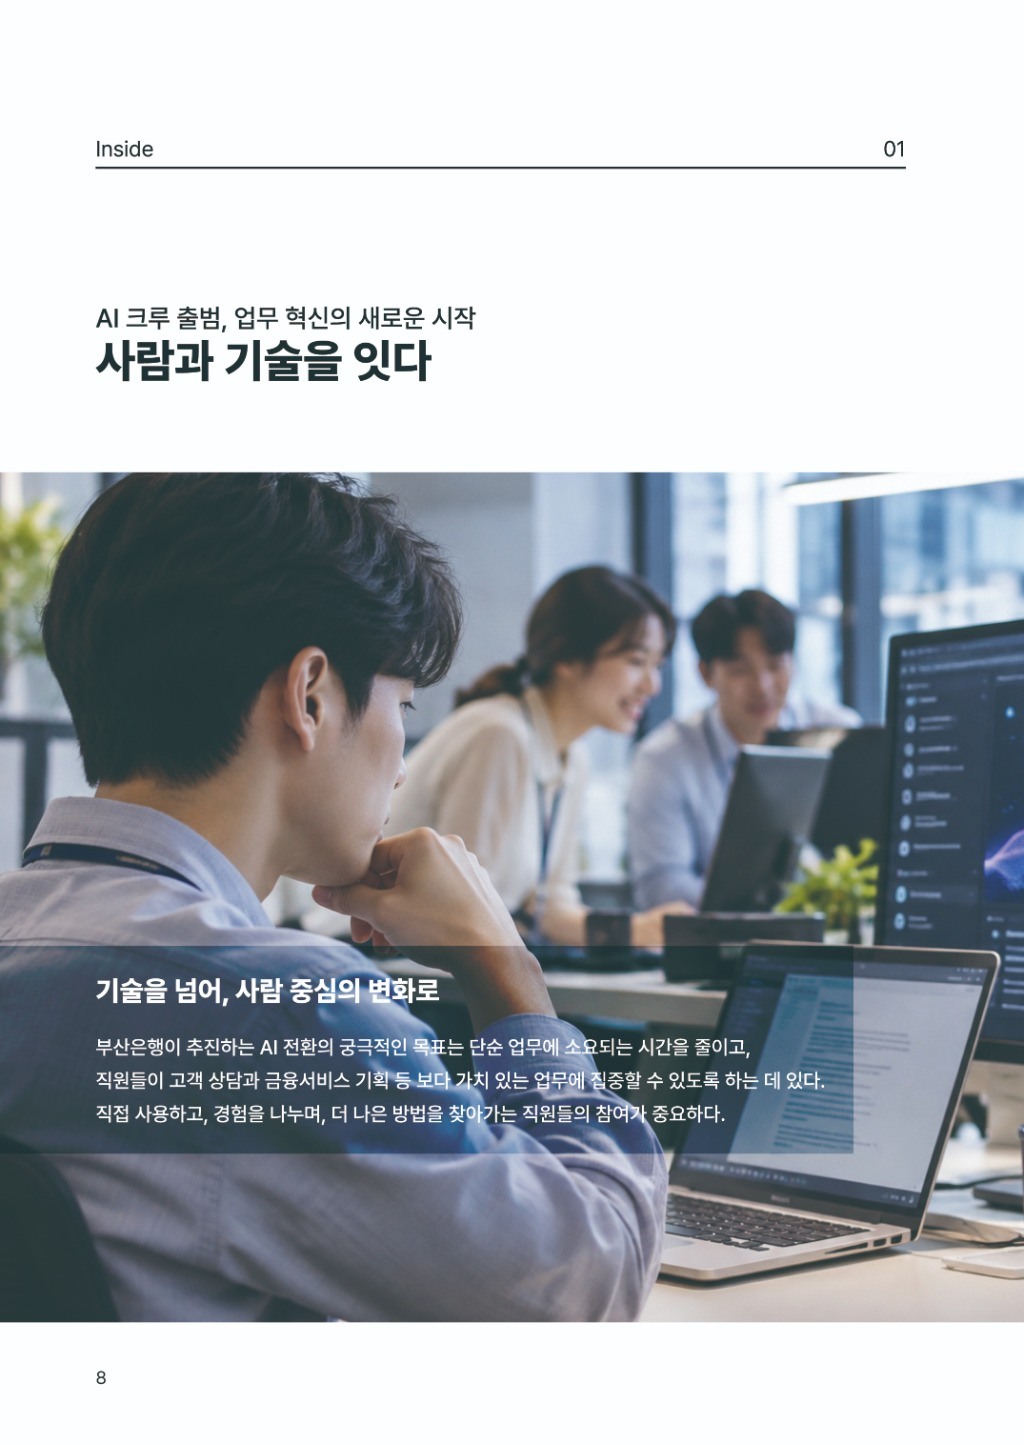 Inside
01
AI 크루 출범, 업무 혁신의 새로운 시작
사람과 기술을 잇다
기술을 넘어, 사람 중심의 변화로
부산은행이 추진하는 AI 전환의 궁극적인 목표는 단순 업무에 소요되는 시간을 줄이고,
직원들이 고객 상담과 금융서비스 기획 등 보다 가치 있는 업무에 집중할 수 있도록 하는 데 있다.
직접 사용하고, 경험을 나누며, 더 나은 방법을 찾아가는 직원들의 참여가 중요하다.
8